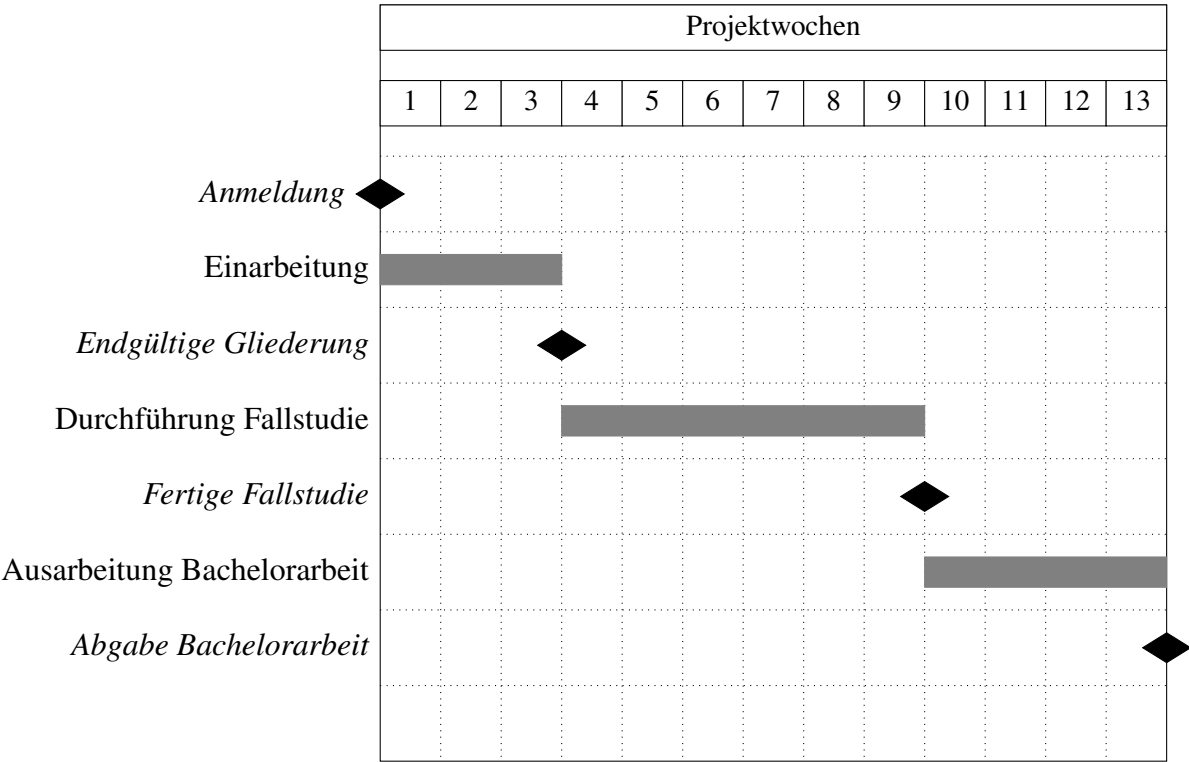 Projektwochen
1 2 3 4 5 6 7 8 9 10 11 12 13
Anmeldung
Einarbeitung
Endgültige Gliederung
Durchführung Fallstudie
Fertige Fallstudie
Ausarbeitung Bachelorarbeit
Abgabe Bachelorarbeit